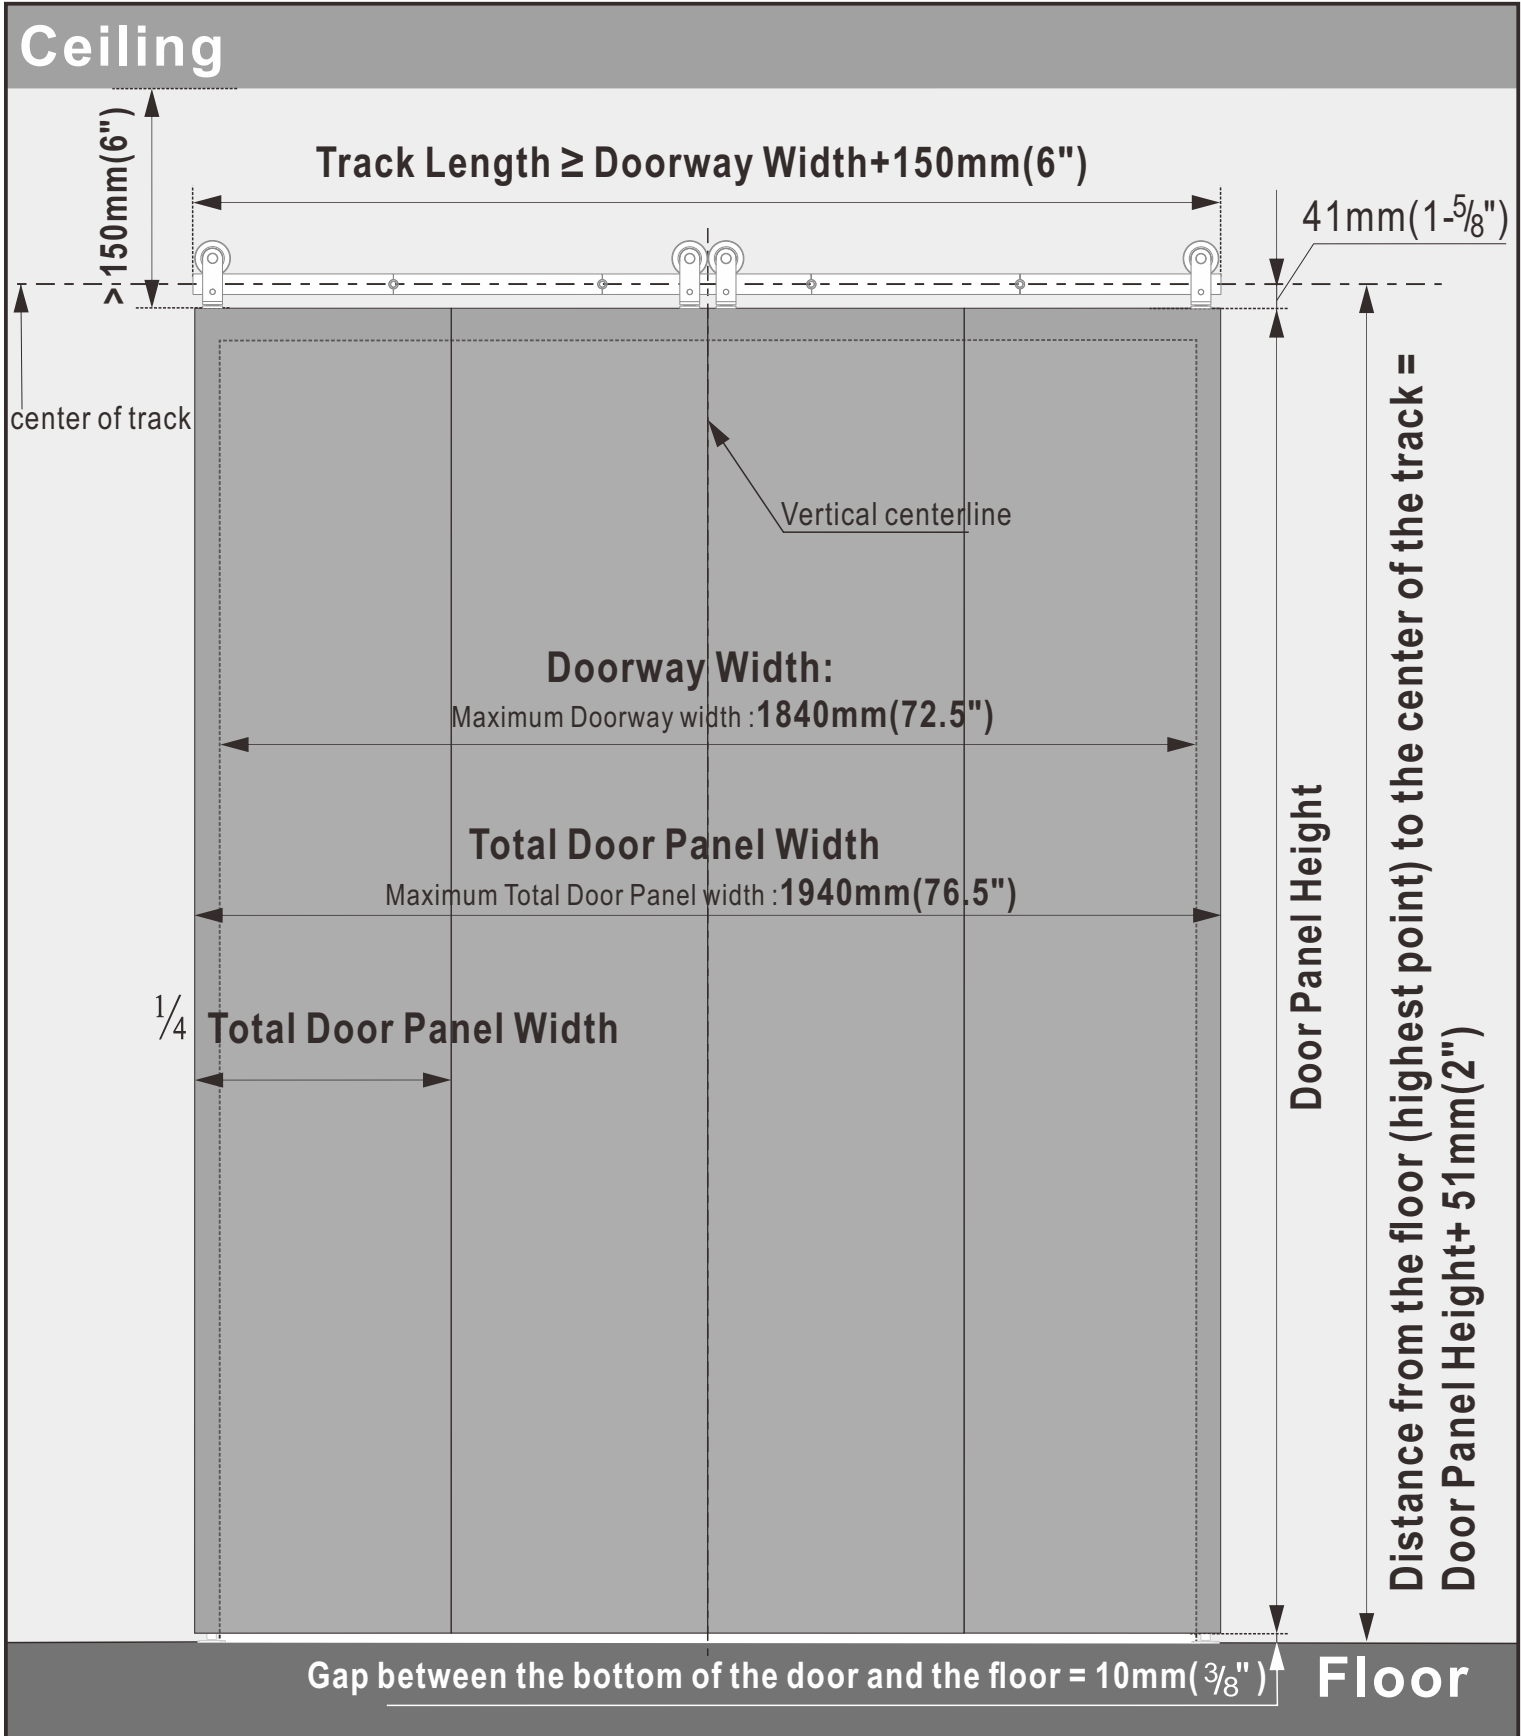 Ceiling
> 150mm(6")
Track Length ≥ Doorway Width+150mm(6")
41mm(1-⅝")
center of track
Vertical centerline
Doorway Width:
Maximum Doorway width :1840mm(72.5")
Total Door Panel Width
Maximum Total Door Panel width :1940mm(76.5")
¼ Total Door Panel Width
Door Panel Height
Distance from the floor (highest point) to the center of the track =
Door Panel Height+ 51mm(2")
Gap between the bottom of the door and the floor = 10mm(⅜")
Floor